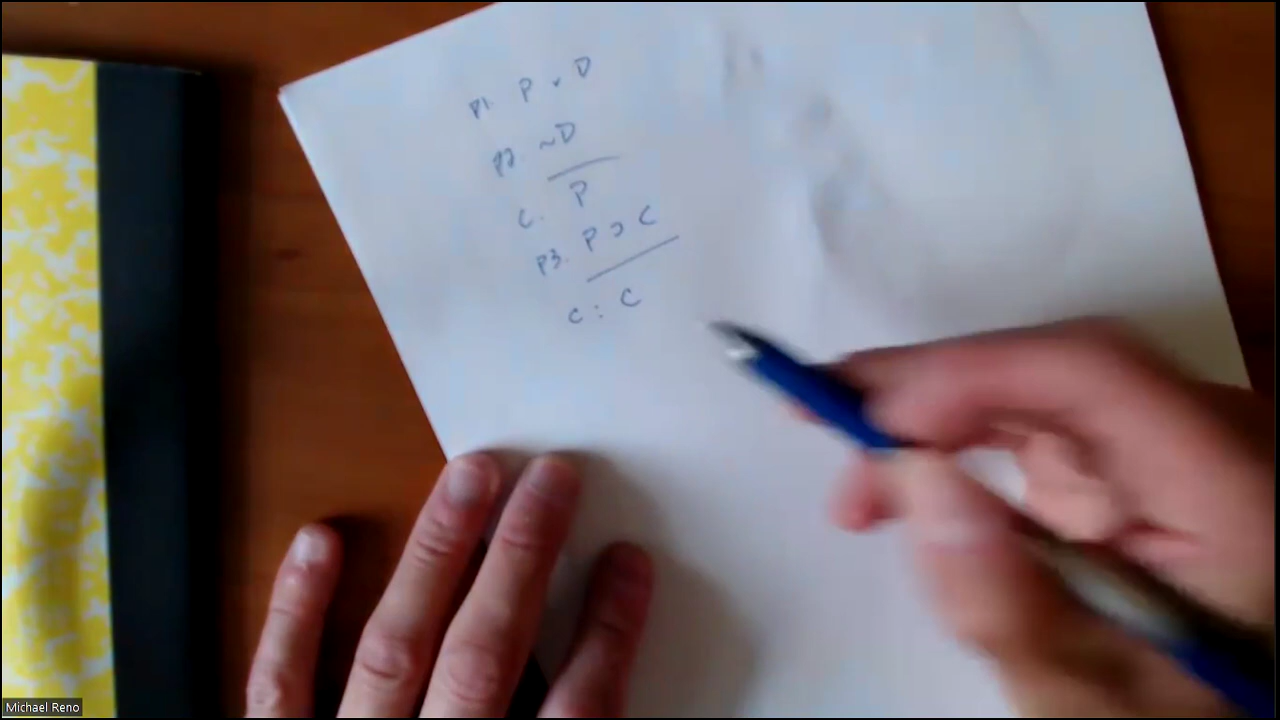 P1. P v D
P2. ~D
C. P
P3. P ⊃ C
C: C
Michael Reno